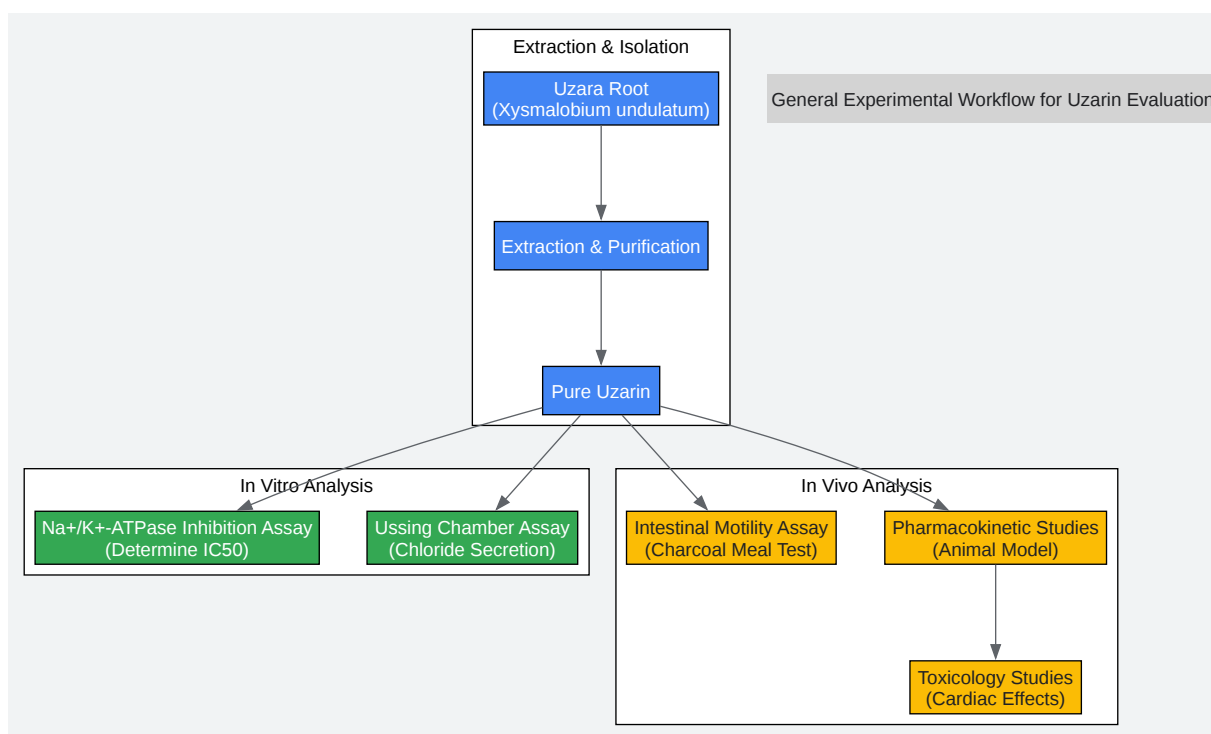 Extraction & Isolation
Uzara Root
(Xysmalobium undulatum)
General Experimental Workflow for Uzarin Evaluation
Extraction & Purification
Pure Uzarin
In Vitro Analysis
Na+/K+-ATPase Inhibition Assay
(Determine IC50)
Ussing Chamber Assay
(Chloride Secretion)
In Vivo Analysis
Intestinal Motility Assay
(Charcoal Meal Test)
Pharmacokinetic Studies
(Animal Model)
Toxicology Studies
(Cardiac Effects)